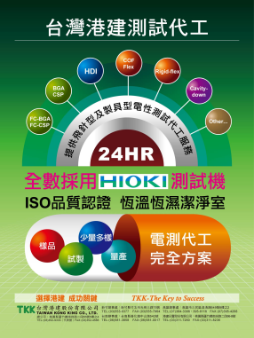 台灣港建測試代工
COF
Flex
HDI
Rigid-flex
BGA
CSP
Cavity-
down
FC-BGA
FC-CSP
Other...
提供飛針型及製具型電性測試代工服務
24HR
全數採用HIOKI測試機
ISO品質認證 恆溫恆濕潔淨室
樣品
少量多樣
試製
量產
電測代工
完全方案
選擇港建 成功關鍵
TKK-The Key to Success
TKK 台灣港建股份有限公司
TAIWAN KONG KING CO., LTD.